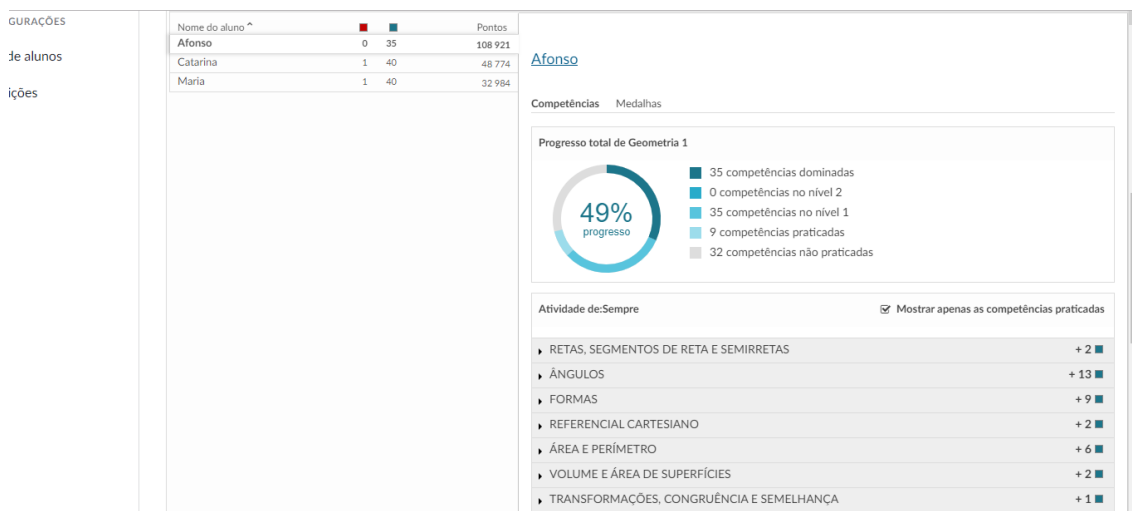 GURAÇÕES
de alunos
ições
Nome do aluno ^ Pontos
Afonso 0 35 108 921
Catarina 1 40 48 774
Maria 1 40 32 984
Afonso
Competências Medalhas
Progresso total de Geometria 1
49%
progresso
35 competências dominadas
0 competências no nível 2
35 competências no nível 1
9 competências praticadas
32 competências não praticadas
Atividade de:Sempre Mostrar apenas as competências praticadas
RETAS, SEGMENTOS DE RETA E SEMIRRETAS + 2
ÂNGULOS + 13
FORMAS + 9
REFERENCIAL CARTESIANO + 2
ÁREA E PERÍMETRO + 6
VOLUME E ÁREA DE SUPERFÍCIES + 2
TRANSFORMAÇÕES, CONGRUÊNCIA E SEMELHANÇA + 1